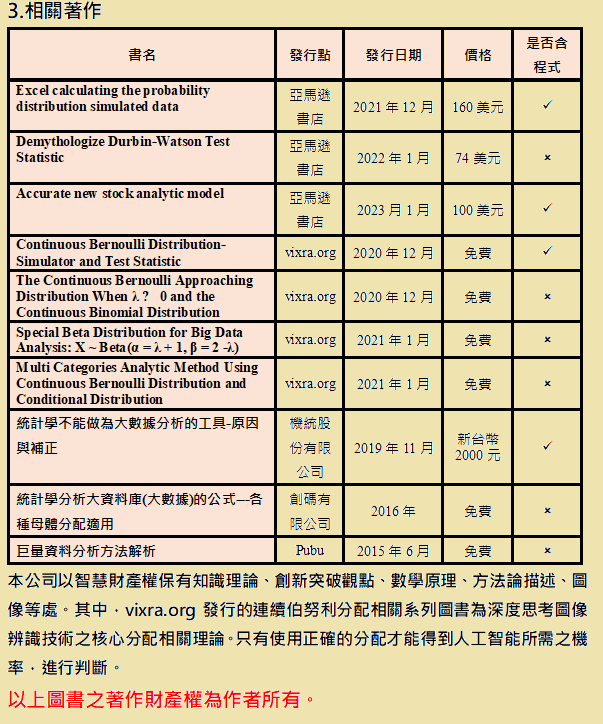 3.相關著作
書名 發行點 發行日期 價格 是否含程式
Excel calculating the probability distribution simulated data 亞馬遜書店 2021 年 12 月 160 美元 ✓
Demythologize Durbin-Watson Test Statistic 亞馬遜書店 2022 年 1 月 74 美元 ×
Accurate new stock analytic model 亞馬遜書店 2023 月 1 月 100 美元 ✓
Continuous Bernoulli Distribution-Simulator and Test Statistic vixra.org 2020 年 12 月 免費 ✓
The Continuous Bernoulli Approaching Distribution When λ ? 0 and the Continuous Binomial Distribution vixra.org 2020 年 12 月 免費 ×
Special Beta Distribution for Big Data Analysis: X ~ Beta(α = λ + 1, β = 2 -λ) vixra.org 2021 年 1 月 免費 ×
Multi Categories Analytic Method Using Continuous Bernoulli Distribution and Conditional Distribution vixra.org 2021 年 1 月 免費 ×
統計學不能做為大數據分析的工具-原因與補正 機統股份有限公司 2019 年 11 月 新台幣 2000 元 ✓
統計學分析大資料庫(大數據)的公式---各種母體分配適用 創碼有限公司 2016 年 免費 ×
巨量資料分析方法解析 Pubu 2015 年 6 月 免費 ×
本公司以智慧財產權保有知識理論、創新突破觀點、數學原理、方法論描述、圖
像等處。其中，vixra.org 發行的連續伯努利分配相關系列圖書為深度思考圖像
辨識技術之核心分配相關理論。只有使用正確的分配才能得到人工智能所需之機
率，進行判斷。
以上圖書之著作財產權為作者所有。